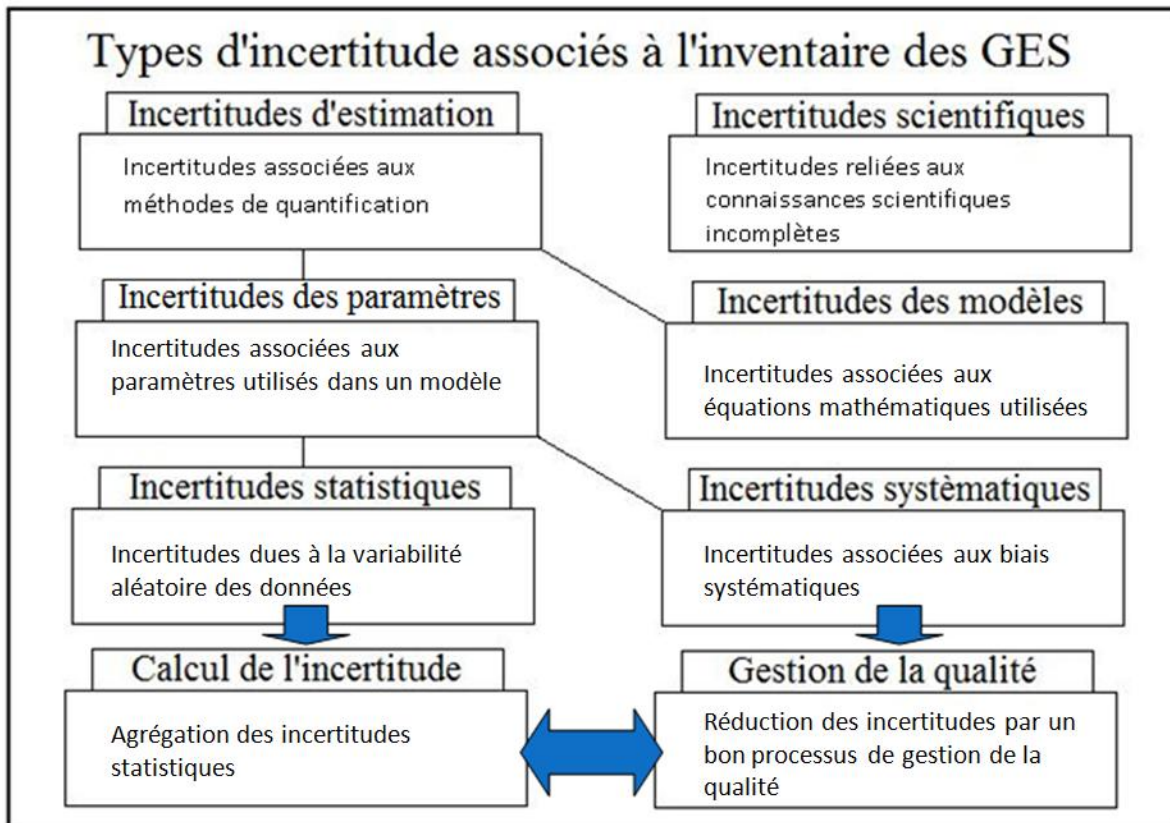 Types d'incertitude associés à l'inventaire des GES
Incertitudes d'estimation
Incertitudes associées aux
méthodes de quantification
Incertitudes scientifiques
Incertitudes reliées aux
connaissances scientifiques
incomplètes
Incertitudes des paramètres
Incertitudes associées aux
paramètres utilisés dans un modèle
Incertitudes des modèles
Incertitudes associées aux
équations mathématiques utilisées
Incertitudes statistiques
Incertitudes dues à la variabilité
aléatoire des données
Incertitudes systèmatiques
Incertitudes associées aux biais
systématiques
Calcul de l'incertitude
Agrégation des incertitudes
statistiques
Gestion de la qualité
Réduction des incertitudes par un
bon processus de gestion de la
qualité